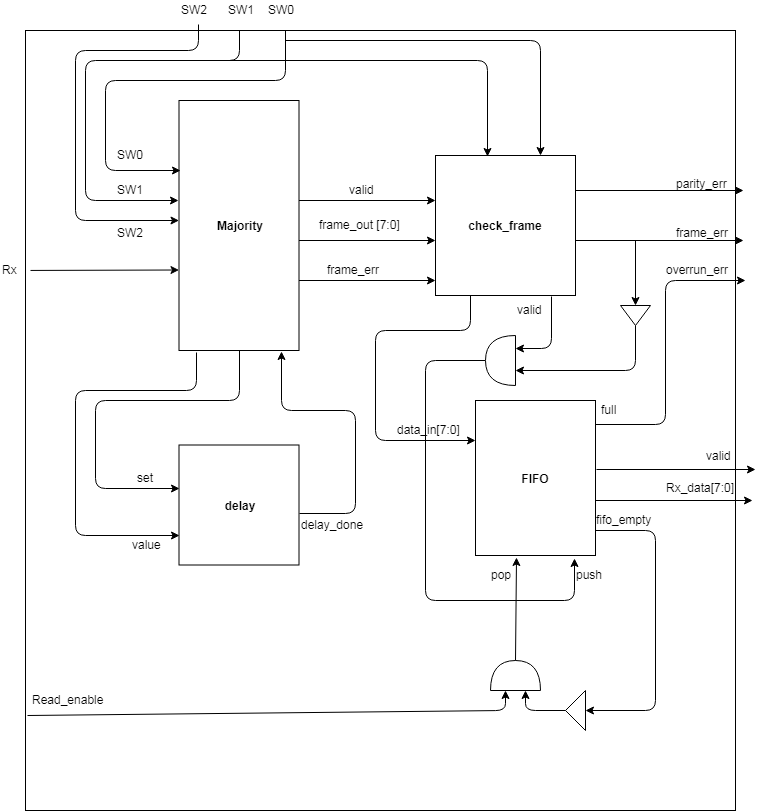 SW2
SW1
SW0
SW0
SW1
SW2
Rx
Majority
valid
frame_out [7:0]
frame_err
check_frame
parity_err
frame_err
overrun_err
valid
data_in[7:0]
full
FIFO
valid
Rx_data[7:0]
fifo_empty
set
delay
value
delay_done
pop
push
Read_enable